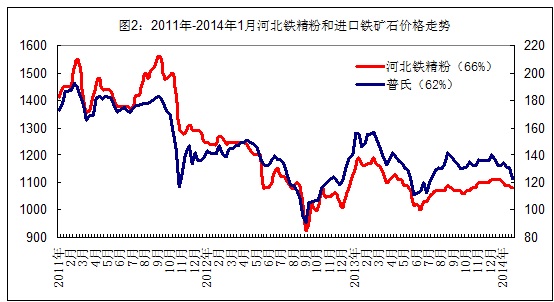 图2：2011年-2014年1月河北铁精粉和进口铁矿石价格走势
1600
1500
1400
1300
1200
1100
1000
900
220
200
180
160
140
120
100
80
河北铁精粉（66%）
普氏（62%）
2011年
2月
3月
4月
5月
6月
7月
8月
9月
10月
11月
12月
2012年
2月
3月
4月
5月
6月
7月
8月
9月
10月
11月
12月
2013年
2月
3月
4月
5月
6月
7月
8月
9月
10月
11月
12月
2014年